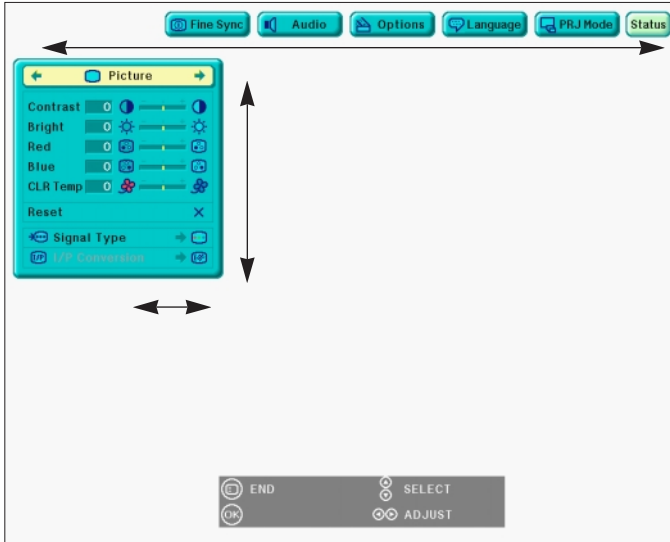 Fine Sync Audio Options Language PRJ Mode Status
Picture
Contrast 0
Bright 0
Red 0
Blue 0
CLR Temp 0
Reset
Signal Type
I/P I/P Conversion
END SELECT
OK ADJUST